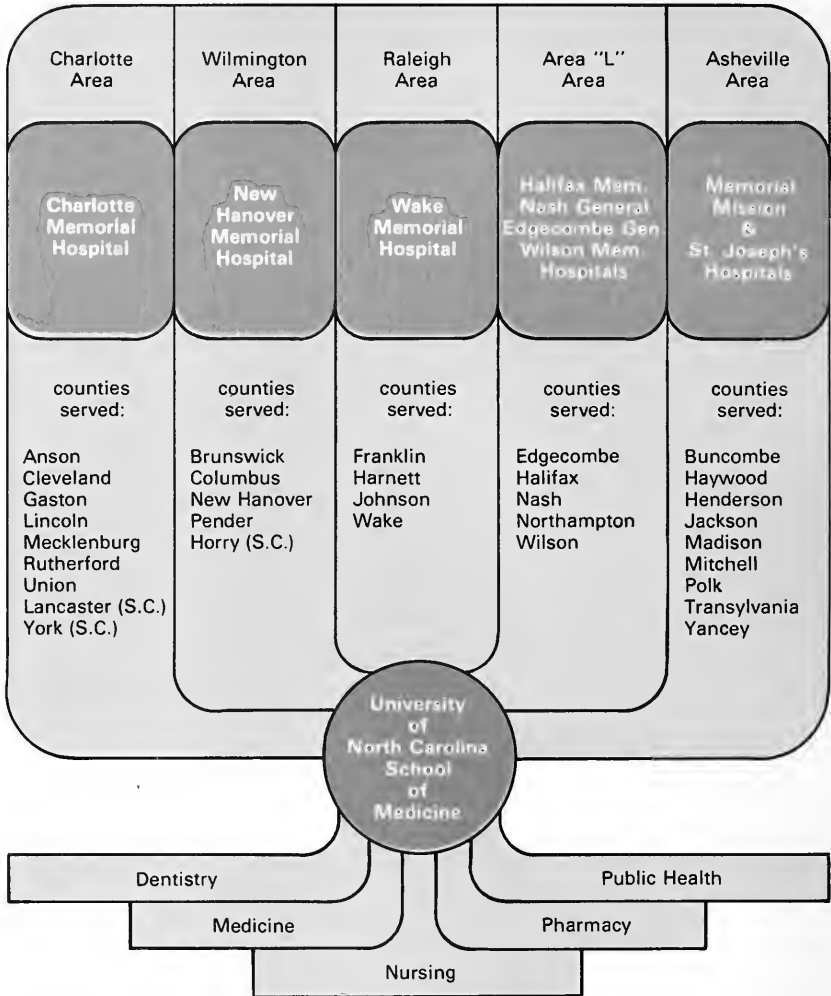 Charlotte
Area
Wilmington
Area
Raleigh
Area
Area "L"
Area
Asheville
Area
Charlotte
Memorial
Hospital
New
Hanover
Memorial
Hospital
Wake
Memorial
Hospital
Halifax Mem.
Nash General
Edgecombe Gen
Wilson Mem.
Hospitals
Memorial
Mission
&
St. Joseph's
Hospitals
counties
served:
Anson
Cleveland
Gaston
Lincoln
Mecklenburg
Rutherford
Union
Lancaster (S.C.)
York (S.C.)
counties
served:
Brunswick
Columbus
New Hanover
Pender
Horry (S.C.)
counties
served:
Franklin
Harnett
Johnson
Wake
counties
served:
Edgecombe
Halifax
Nash
Northampton
Wilson
counties
served:
Buncombe
Haywood
Henderson
Jackson
Madison
Mitchell
Polk
Transylvania
Yancey
University
of
North Carolina
School
of
Medicine
Dentistry
Public Health
Medicine
Pharmacy
Nursing